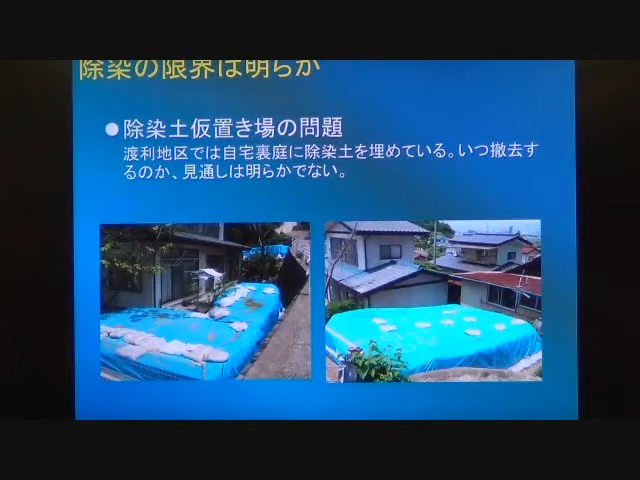 除染の限界は明らか
●除染土仮置き場の問題
渡利地区では自宅裏庭に除染土を埋めている。いつ撤去す
るのか、見通しは明らかでない。